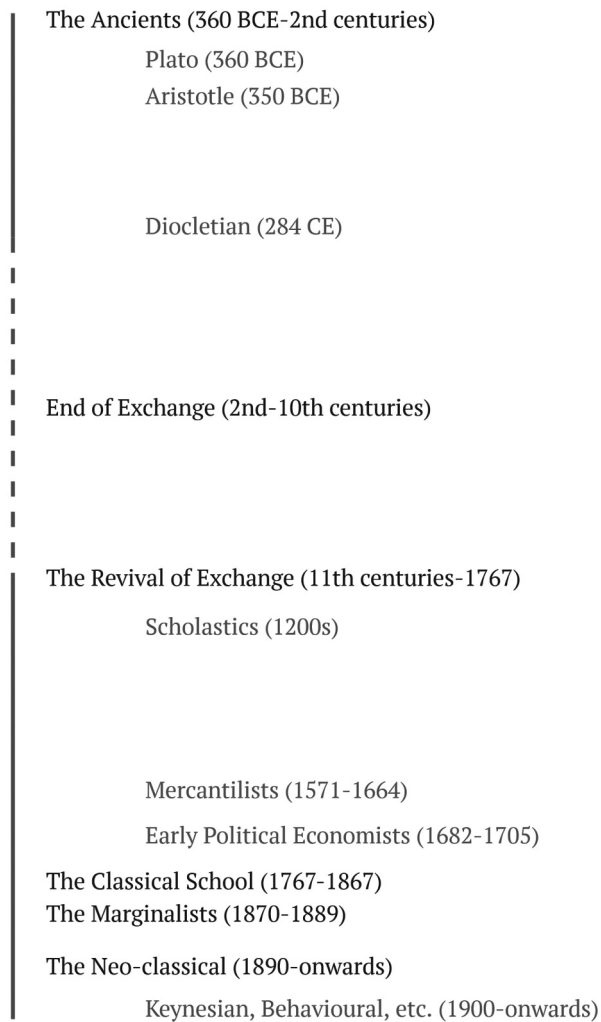 The Ancients (360 BCE-2nd centuries)
Plato (360 BCE)
Aristotle (350 BCE)
Diocletian (284 CE)
End of Exchange (2nd-10th centuries)
The Revival of Exchange (11th centuries-1767)
Scholastics (1200s)
Mercantilists (1571-1664)
Early Political Economists (1682-1705)
The Classical School (1767-1867)
The Marginalists (1870-1889)
The Neo-classical (1890-onwards)
Keynesian, Behavioural, etc. (1900-onwards)